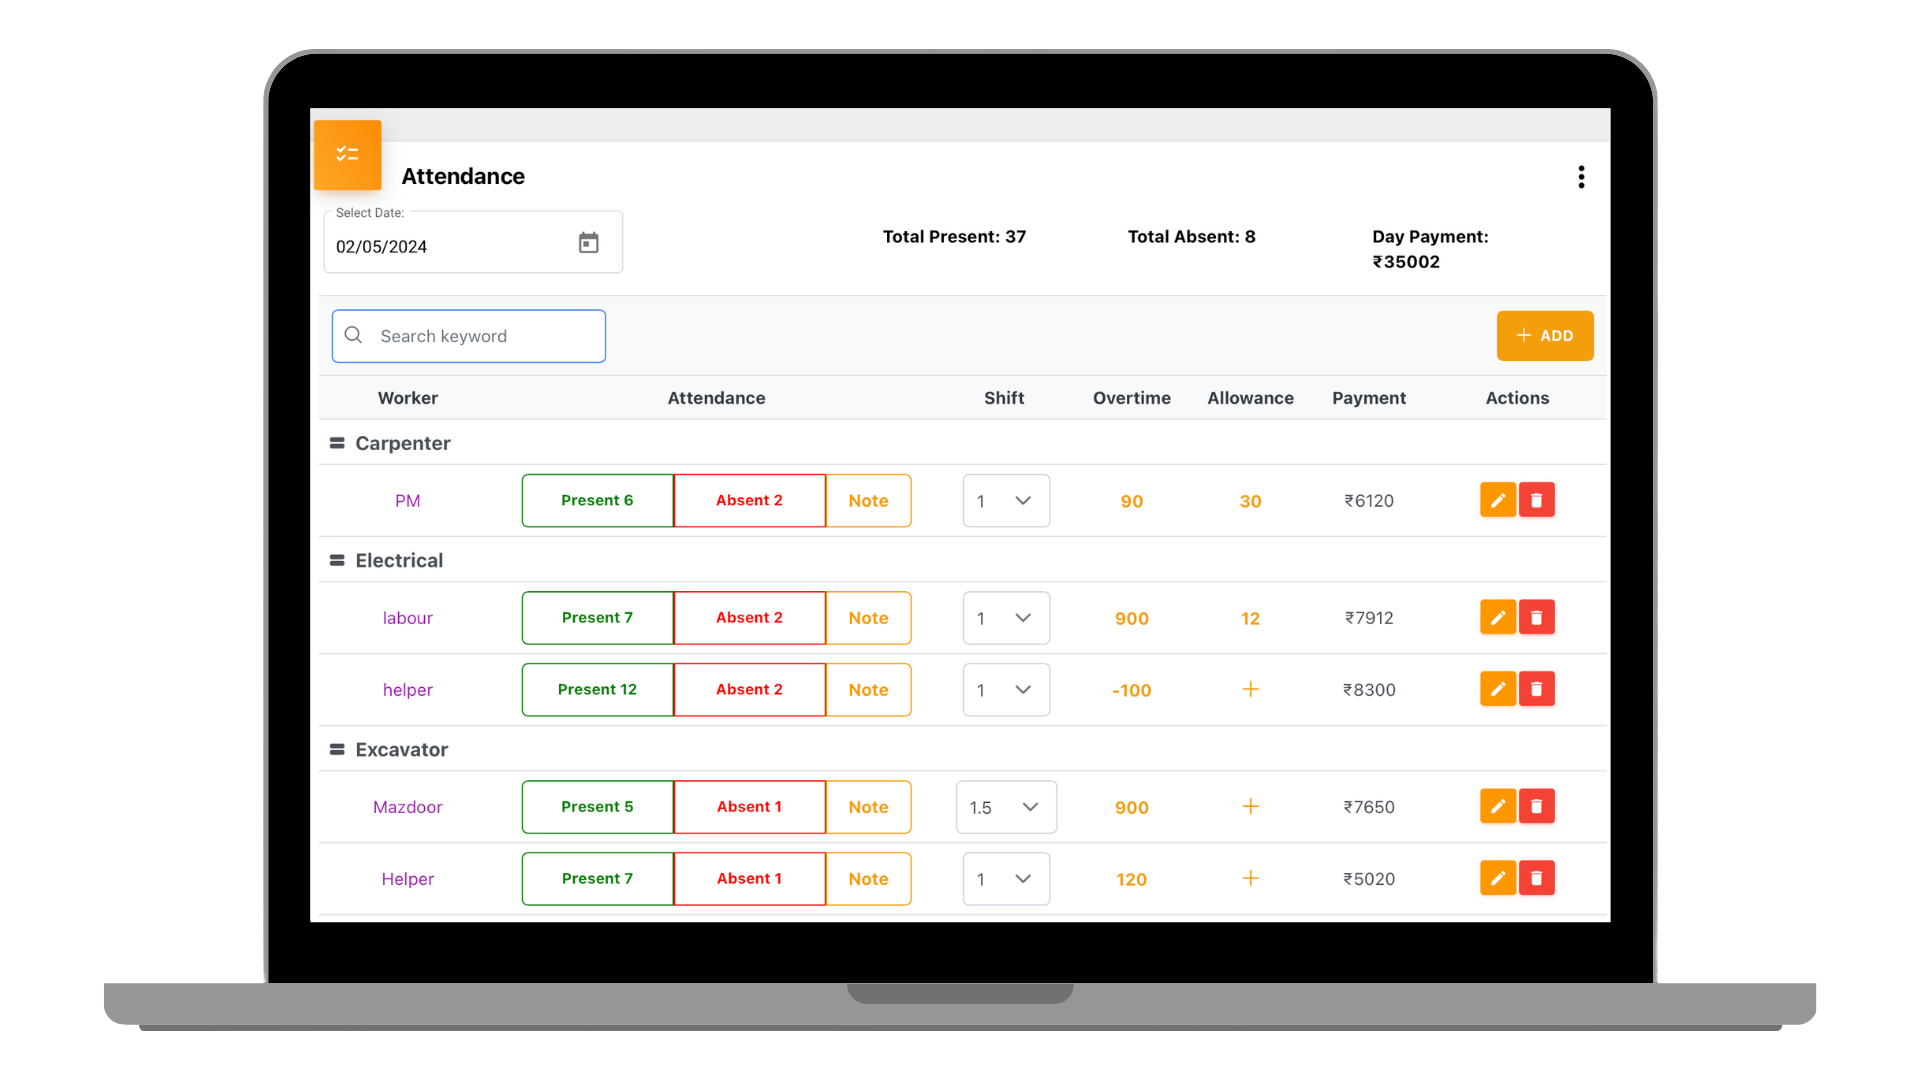 Attendance
Select Date:
02/05/2024
Total Present: 37
Total Absent: 8
Day Payment:
₹35002
Search keyword
+ ADD
Worker Attendance Shift Overtime Allowance Payment Actions
Carpenter
PM Present 6 Absent 2 Note 1 90 30 ₹6120
Electrical
labour Present 7 Absent 2 Note 1 900 12 ₹7912
helper Present 12 Absent 2 Note 1 -100 + ₹8300
Excavator
Mazdoor Present 5 Absent 1 Note 1.5 900 + ₹7650
Helper Present 7 Absent 1 Note 1 120 + ₹5020